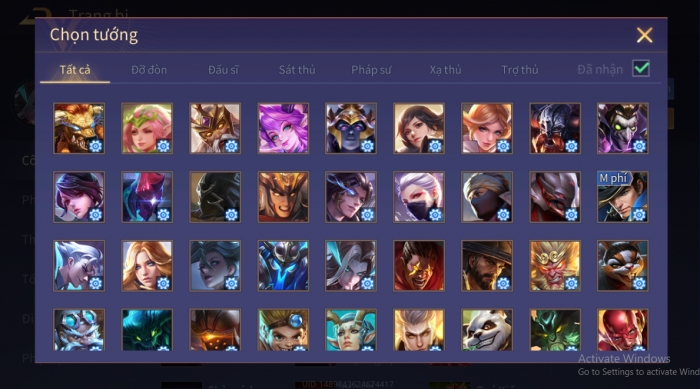 Trang bị
Chọn tướng
Tất cả
Đỡ đòn
Đấu sĩ
Sát thủ
Pháp sư
Xạ thủ
Trợ thủ
Đã nhận
M phí
Activate Windows
Go to Settings to activate Wind